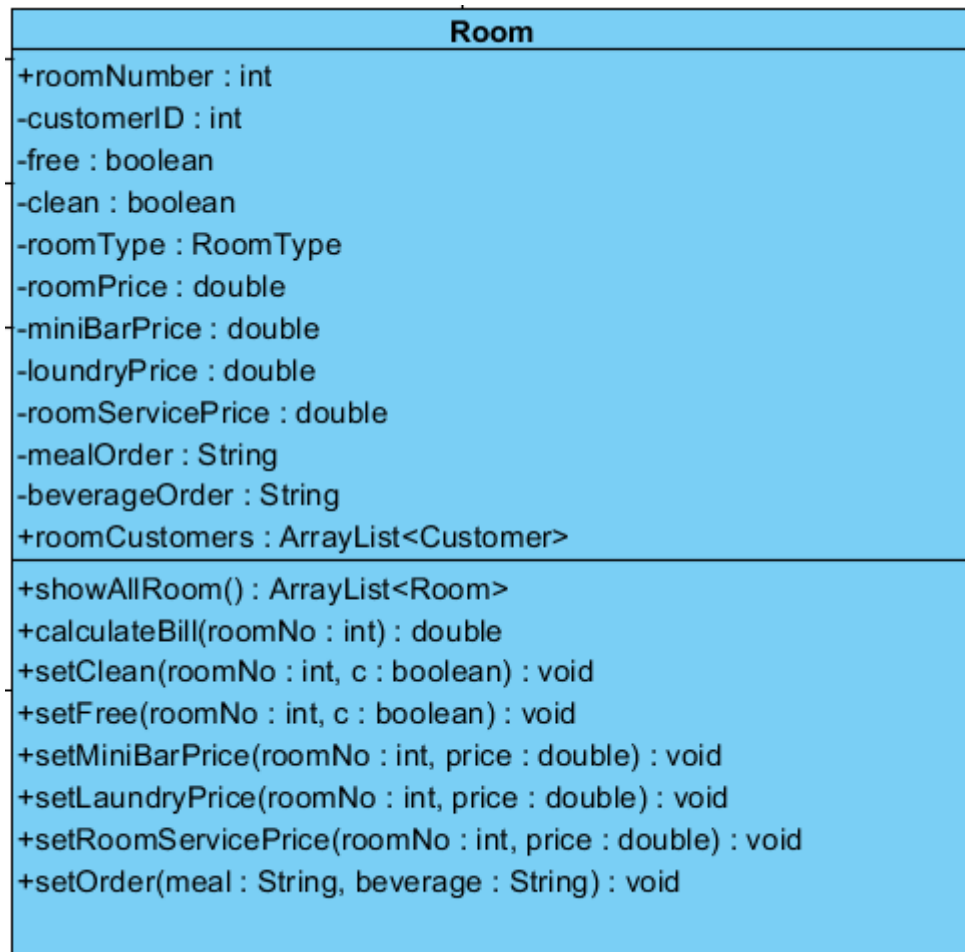 Room
+roomNumber : int
-customerID : int
-free : boolean
-clean : boolean
-roomType : RoomType
-roomPrice : double
-miniBarPrice : double
-loundryPrice : double
-roomServicePrice : double
-mealOrder : String
-beverageOrder : String
+roomCustomers : ArrayList<Customer>
+showAllRoom() : ArrayList<Room>
+calculateBill(roomNo : int) : double
+setClean(roomNo : int, c : boolean) : void
+setFree(roomNo : int, c : boolean) : void
+setMiniBarPrice(roomNo : int, price : double) : void
+setLaundryPrice(roomNo : int, price : double) : void
+setRoomServicePrice(roomNo : int, price : double) : void
+setOrder(meal : String, beverage : String) : void